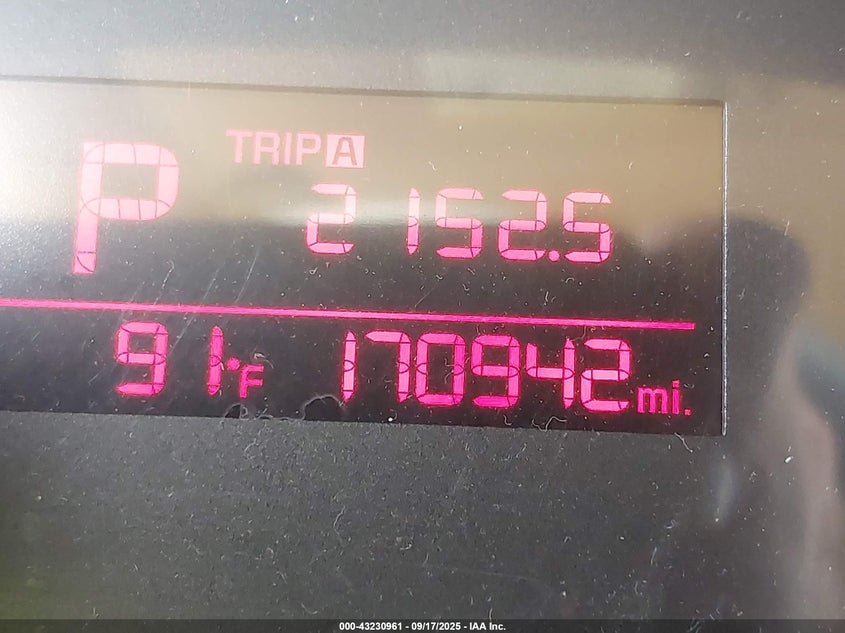 P TRIP A
2152.5
91°F 170942 mi.
000-43230961 - 09/17/2025 - IAA Inc.